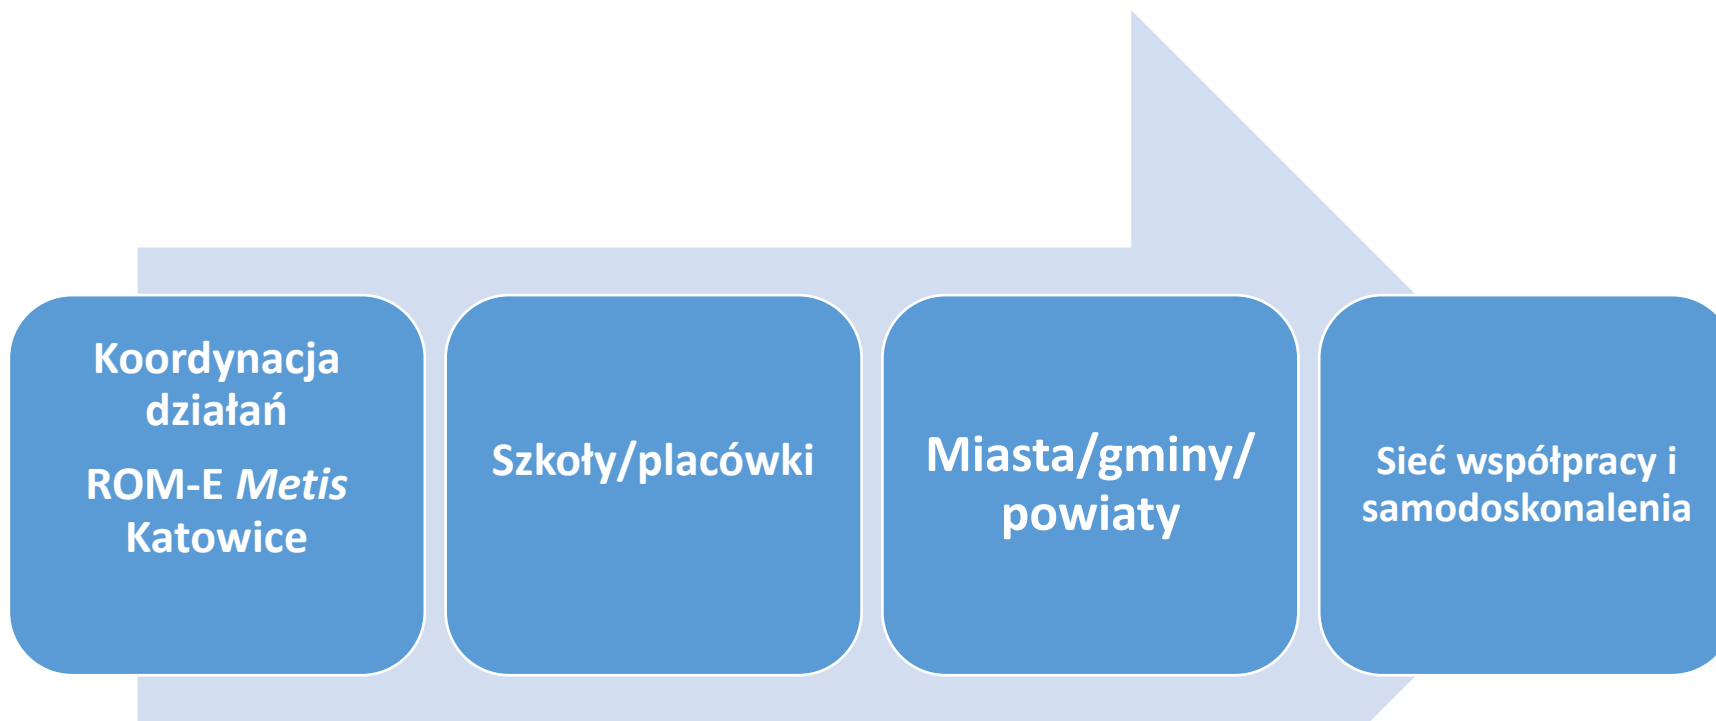 Koordynacja
działań
ROM-E Metis
Katowice
Szkoły/placówki
Miasta/gminy/
powiaty
Sieć współpracy i
samodoskonalenia